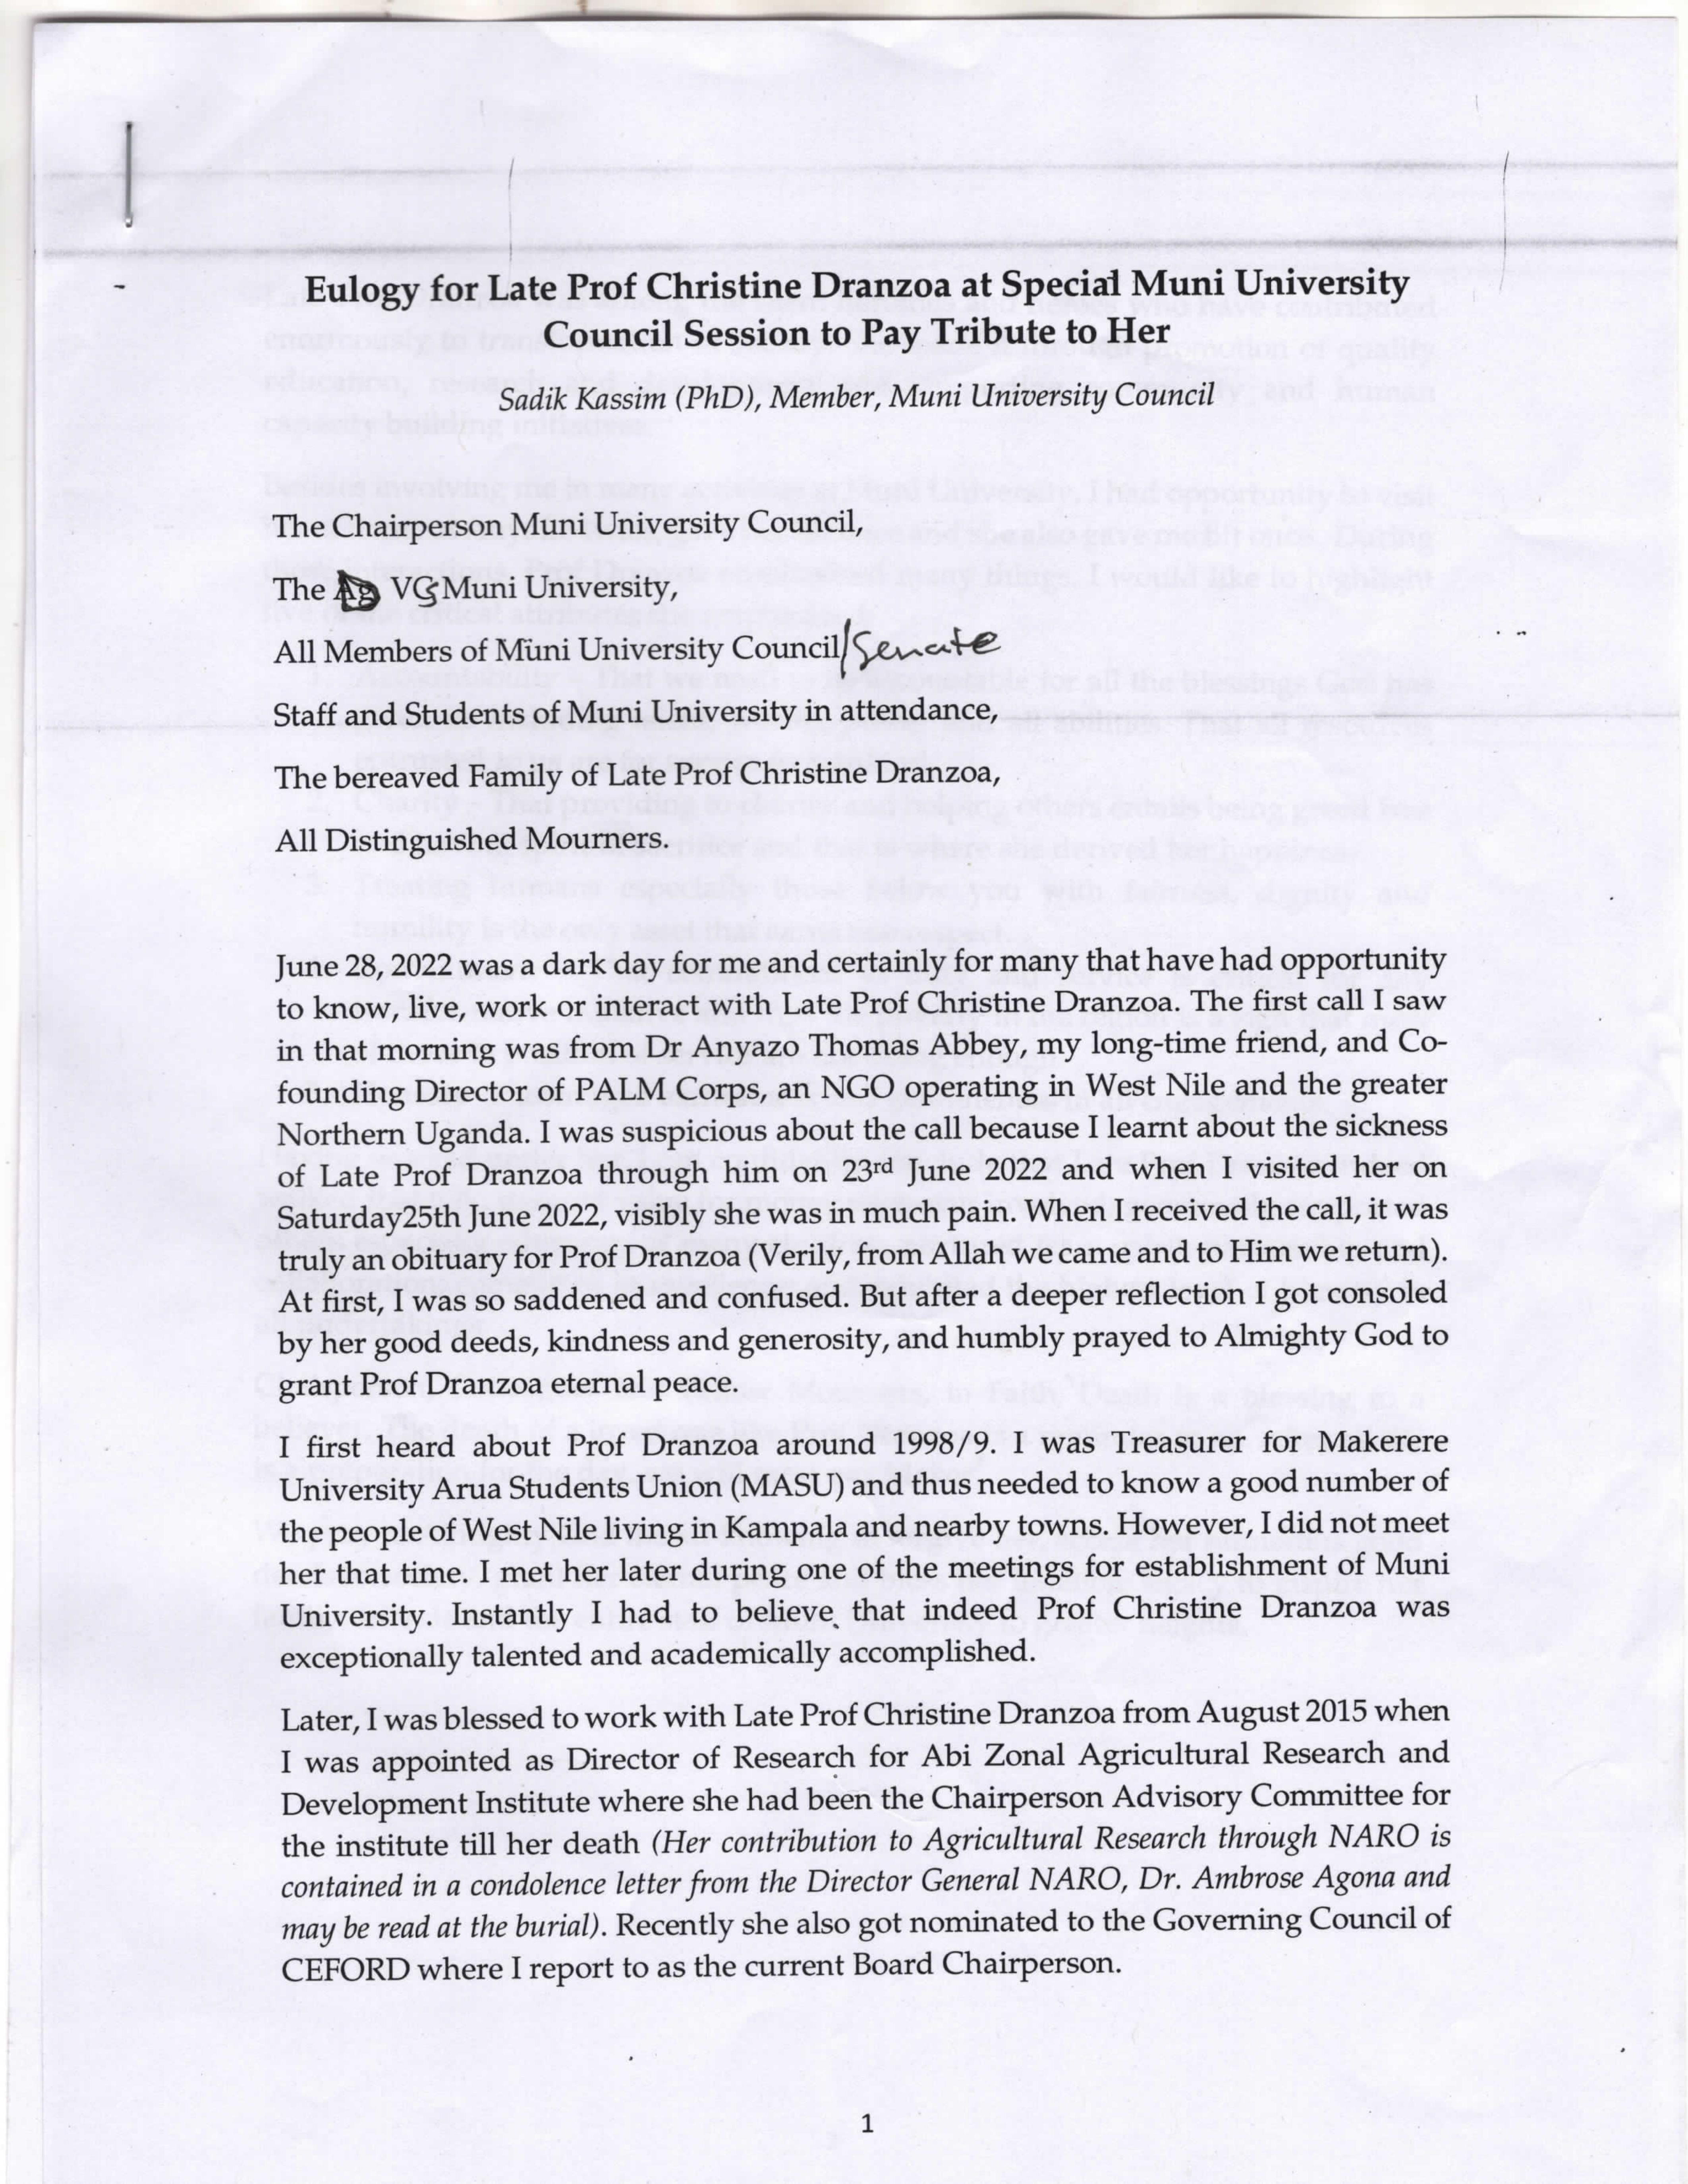 Eulogy for Late Prof Christine Dranzoa at Special Muni University
Council Session to Pay Tribute to Her
Sadik Kassim (PhD), Member, Muni University Council
The Chairperson Muni University Council,
The Ag VC Muni University,
All Members of Muni University Council/Senate
Staff and Students of Muni University in attendance,
The bereaved Family of Late Prof Christine Dranzoa,
All Distinguished Mourners.
June 28, 2022 was a dark day for me and certainly for many that have had opportunity
to know, live, work or interact with Late Prof Christine Dranzoa. The first call I saw
in that morning was from Dr Anyazo Thomas Abbey, my long-time friend, and Co-
founding Director of PALM Corps, an NGO operating in West Nile and the greater
Northern Uganda. I was suspicious about the call because I learnt about the sickness
of Late Prof Dranzoa through him on 23rd June 2022 and when I visited her on
Saturday25th June 2022, visibly she was in much pain. When I received the call, it was
truly an obituary for Prof Dranzoa (Verily, from Allah we came and to Him we return).
At first, I was so saddened and confused. But after a deeper reflection I got consoled
by her good deeds, kindness and generosity, and humbly prayed to Almighty God to
grant Prof Dranzoa eternal peace.
I first heard about Prof Dranzoa around 1998/9. I was Treasurer for Makerere
University Arua Students Union (MASU) and thus needed to know a good number of
the people of West Nile living in Kampala and nearby towns. However, I did not meet
her that time. I met her later during one of the meetings for establishment of Muni
University. Instantly I had to believe that indeed Prof Christine Dranzoa was
exceptionally talented and academically accomplished.
Later, I was blessed to work with Late Prof Christine Dranzoa from August 2015 when
I was appointed as Director of Research for Abi Zonal Agricultural Research and
Development Institute where she had been the Chairperson Advisory Committee for
the institute till her death (Her contribution to Agricultural Research through NARO is
contained in a condolence letter from the Director General NARO, Dr. Ambrose Agona and
may be read at the burial). Recently she also got nominated to the Governing Council of
CEFORD where I report to as the current Board Chairperson.
1